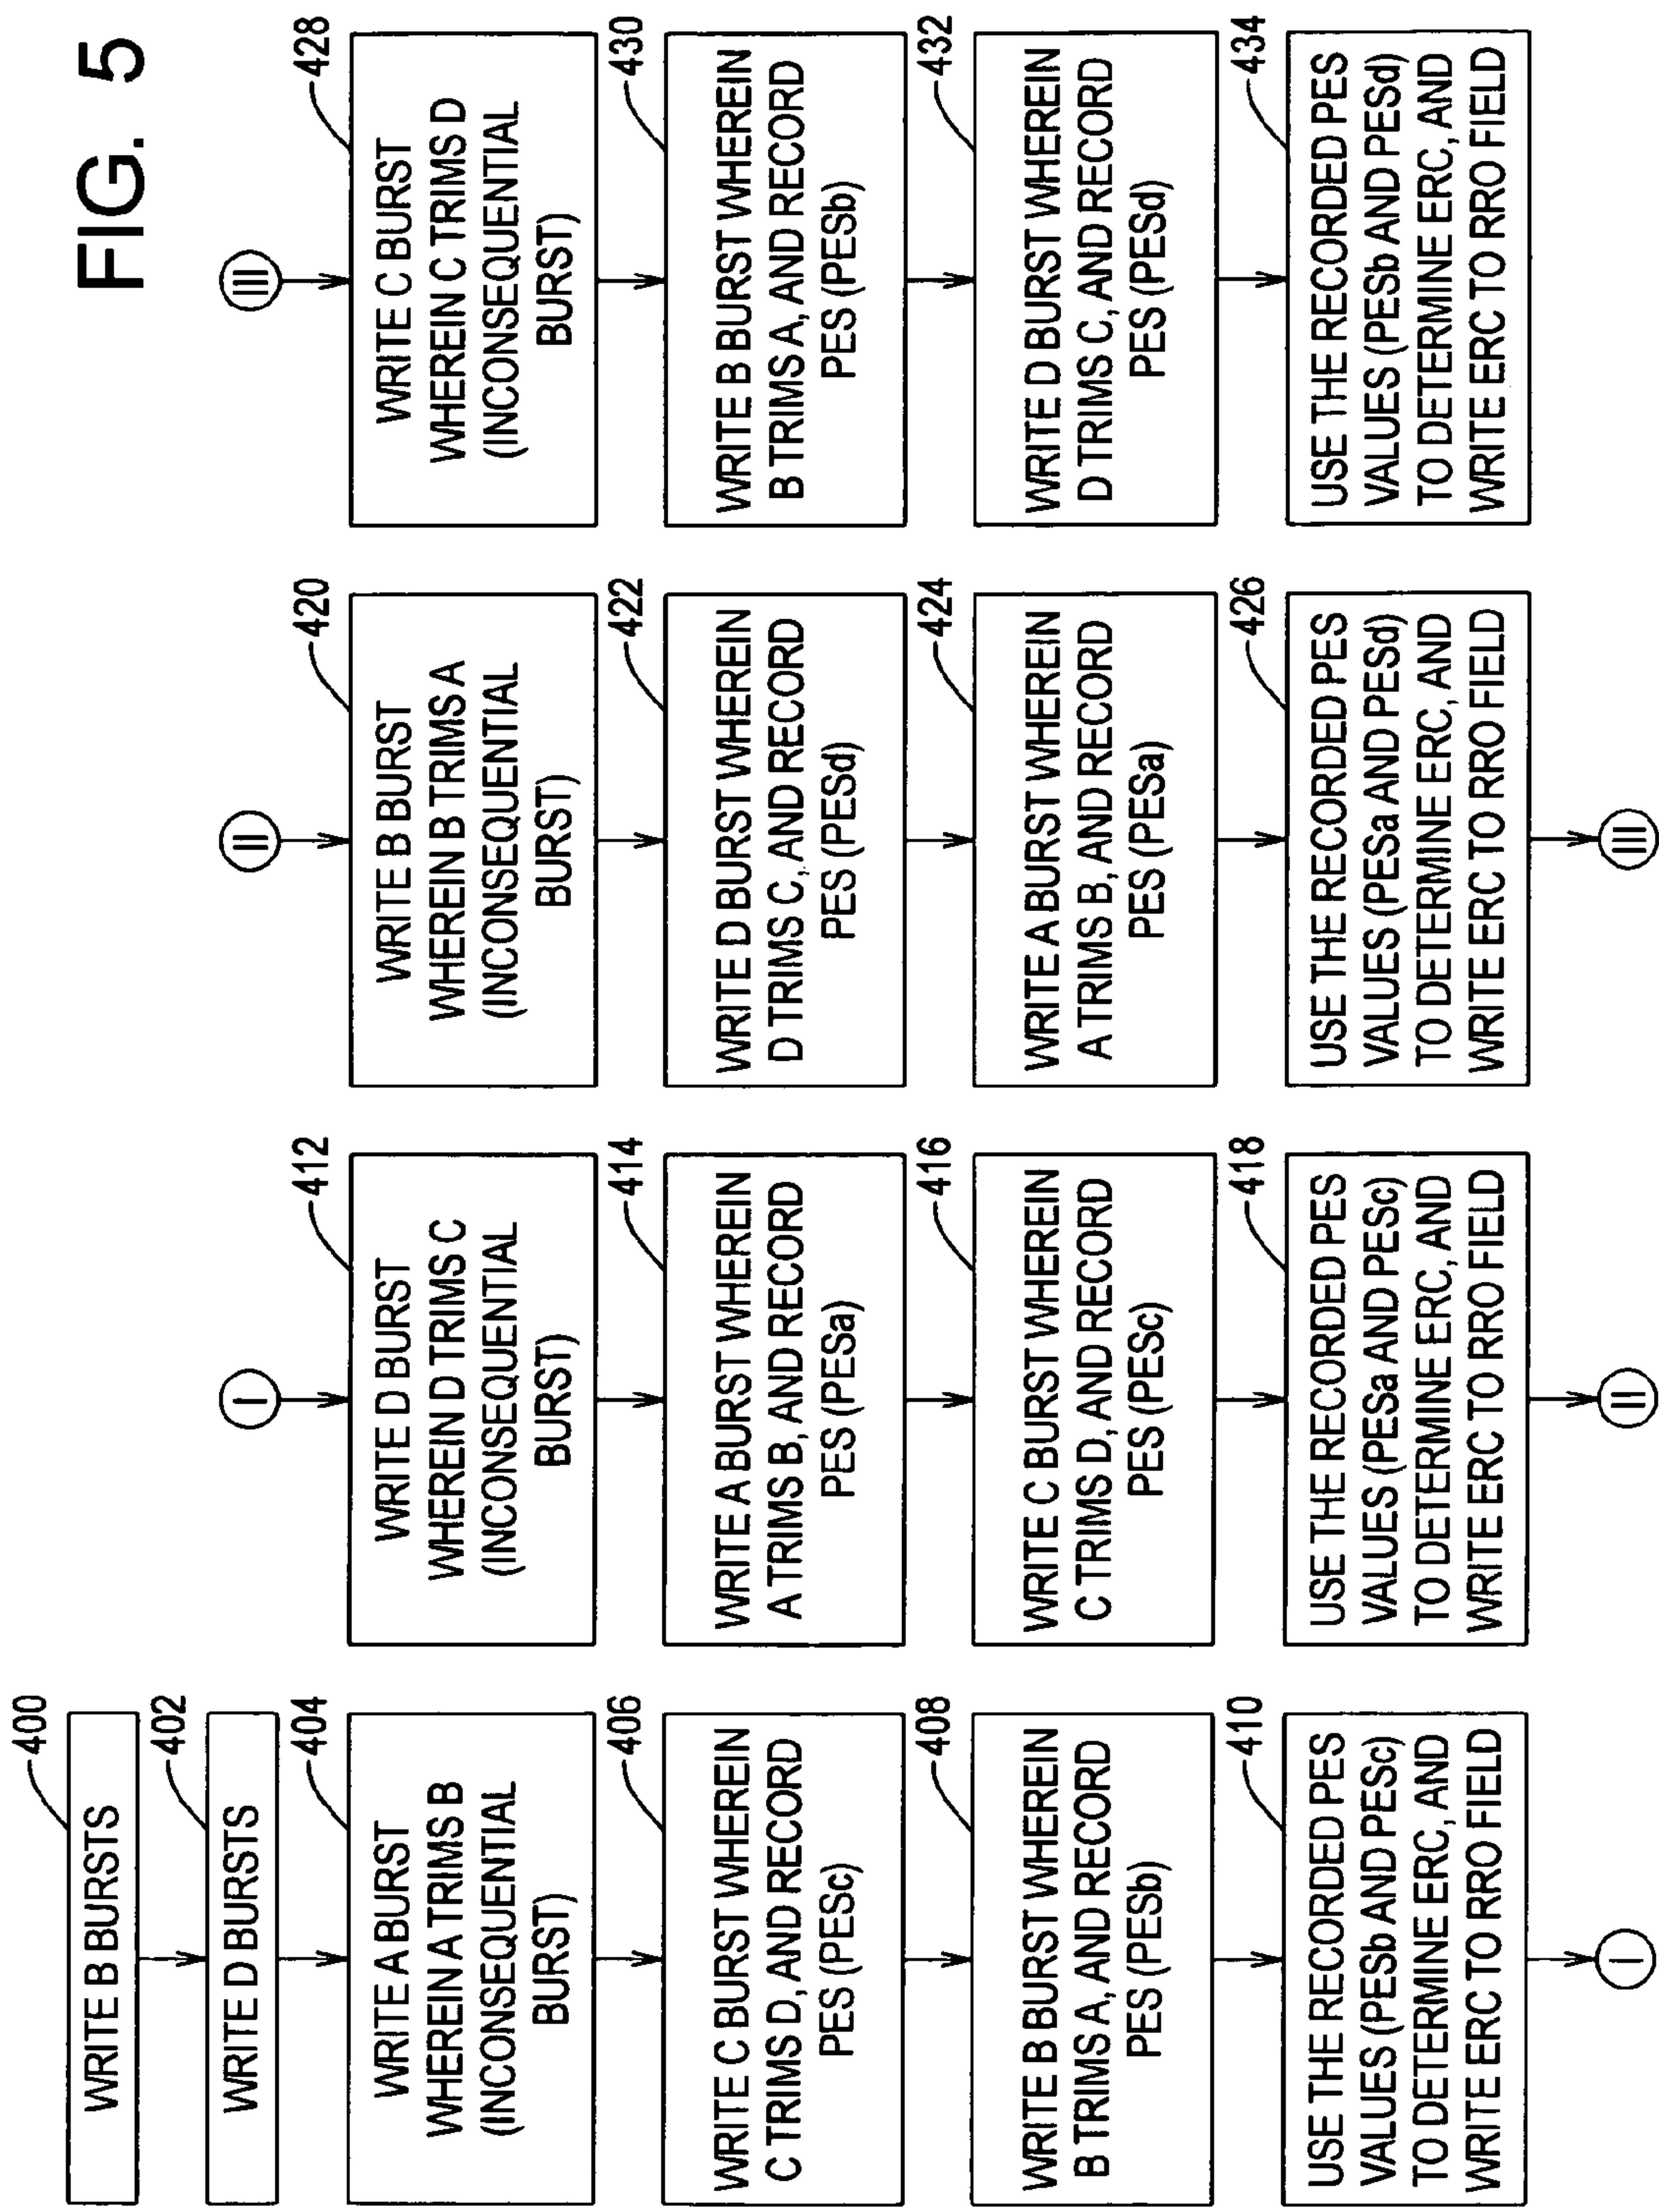 FIG. 5
400
WRITE B BURSTS
402
WRITE D BURSTS
404
WRITE A BURST
WHEREIN A TRIMS B
(INCONSEQUENTIAL
BURST)
406
WRITE C BURST WHEREIN
C TRIMS D, AND RECORD
PES (PESc)
408
WRITE B BURST WHEREIN
B TRIMS A, AND RECORD
PES (PESb)
410
USE THE RECORDED PES
VALUES (PESb AND PESc)
TO DETERMINE ERC, AND
WRITE ERC TO RRO FIELD
I
I
412
WRITE D BURST
WHEREIN D TRIMS C
(INCONSEQUENTIAL
BURST)
414
WRITE A BURST WHEREIN
A TRIMS B, AND RECORD
PES (PESa)
416
WRITE C BURST WHEREIN
C TRIMS D, AND RECORD
PES (PESc)
418
USE THE RECORDED PES
VALUES (PESa AND PESc)
TO DETERMINE ERC, AND
WRITE ERC TO RRO FIELD
II
II
420
WRITE B BURST
WHEREIN B TRIMS A
(INCONSEQUENTIAL
BURST)
422
WRITE D BURST WHEREIN
D TRIMS C, AND RECORD
PES (PESd)
424
WRITE A BURST WHEREIN
A TRIMS B, AND RECORD
PES (PESa)
426
USE THE RECORDED PES
VALUES (PESa AND PESd)
TO DETERMINE ERC, AND
WRITE ERC TO RRO FIELD
III
III
428
WRITE C BURST
WHEREIN C TRIMS D
(INCONSEQUENTIAL
BURST)
430
WRITE B BURST WHEREIN
B TRIMS A, AND RECORD
PES (PESb)
432
WRITE D BURST WHEREIN
D TRIMS C, AND RECORD
PES (PESd)
434
USE THE RECORDED PES
VALUES (PESb AND PESd)
TO DETERMINE ERC, AND
WRITE ERC TO RRO FIELD